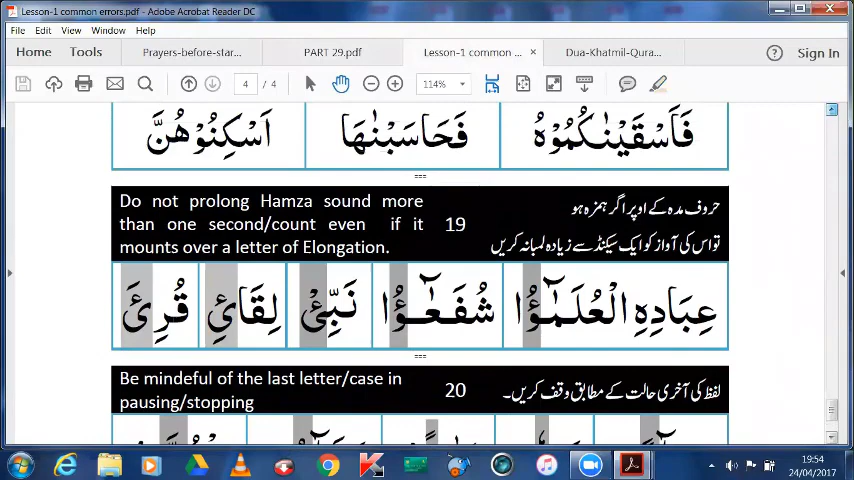 Lesson-1 common errors.pdf - Adobe Acrobat Reader DC
File Edit View Window Help
Home Tools Prayers-before-star... PART 29.pdf Lesson-1 common ... × Dua-Khatmil-Qura... Sign In
4 / 4 114%
فَاَسْقَيْنٰكُمُوْهُ فَحَاسَبْنٰهَا اَسْكِنُوْهُنَّ
===
Do not prolong Hamza sound more
than one second/count even if it
mounts over a letter of Elongation.
19
حروف مدہ کے اوپر اگر ہمزہ ہو
تو اس کی آواز کو ایک سیکنڈ سے زیادہ لمبا نہ کریں
عِبَادِهِ الْعُلَمٰٓؤُا شُفَعٰٓؤُا نَبِّئْ لِقَائِ قُرِئَ
===
Be mindeful of the last letter/case in
pausing/stopping
20
لفظ کی آخری حالت کے مطابق وقف کریں۔
19:54
24/04/2017